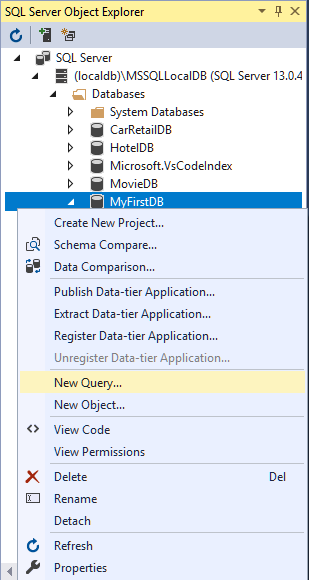 SQL Server Object Explorer
SQL Server
(localdb)\MSSQLLocalDB (SQL Server 13.0.4
Databases
System Databases
CarRetailDB
HotelDB
Microsoft.VsCodeIndex
MovieDB
MyFirstDB
Create New Project...
Schema Compare...
Data Comparison...
Publish Data-tier Application...
Extract Data-tier Application...
Register Data-tier Application...
Unregister Data-tier Application...
New Query...
New Object...
View Code
View Permissions
Delete Del
Rename
Detach
Refresh
Properties